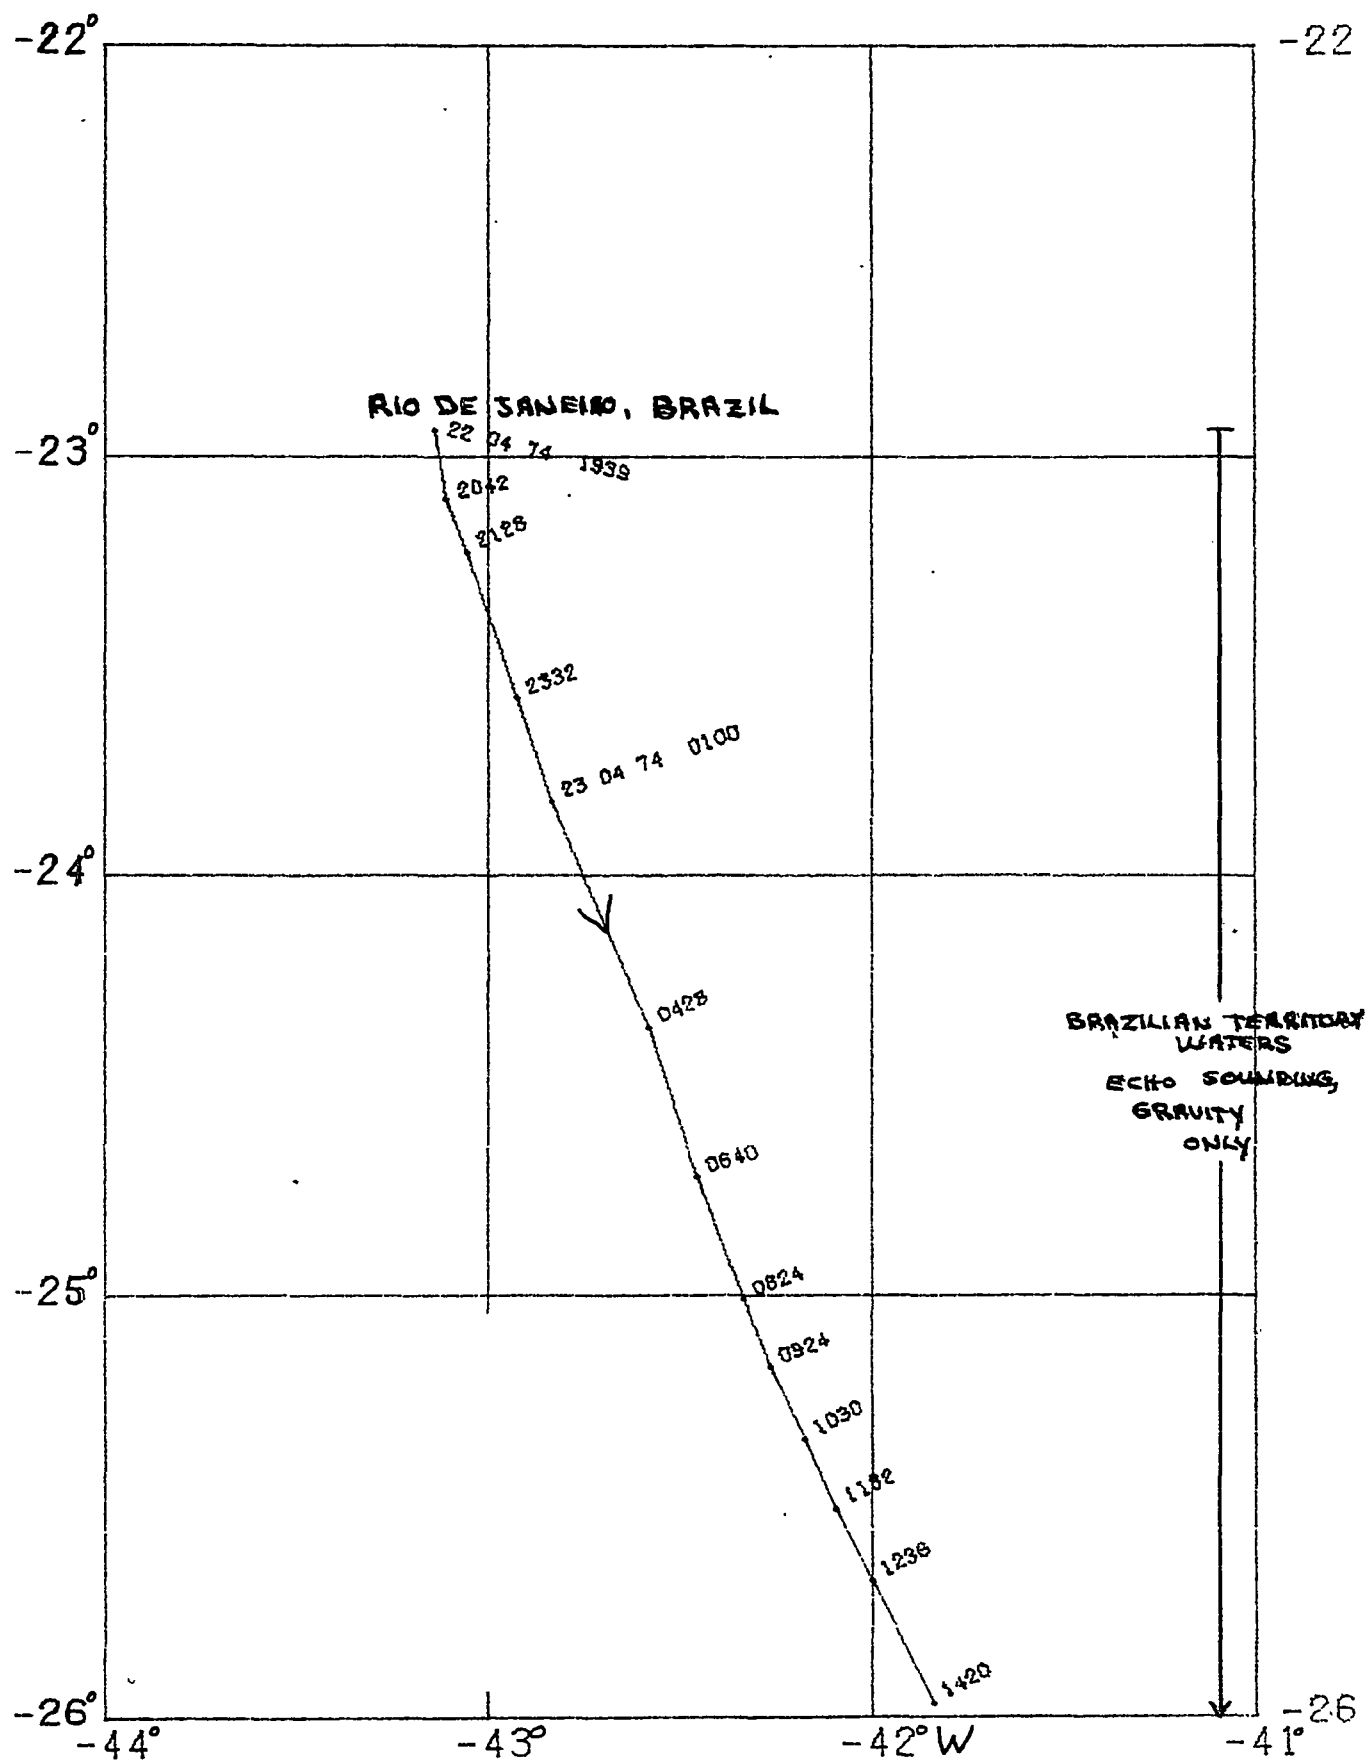 -22°
-22
RIO DE JANEIRO, BRAZIL
-23°
22 04 74 1939
2042
2128
2332
23 04 74 0100
-24°
0428
BRAZILIAN TERRITORY
WATERS
ECHO SOUNDING,
GRAVITY
ONLY
0640
-25°
0824
0924
1030
1132
1236
1420
-26°
-26
-44°
-43°
-42°W
-41°